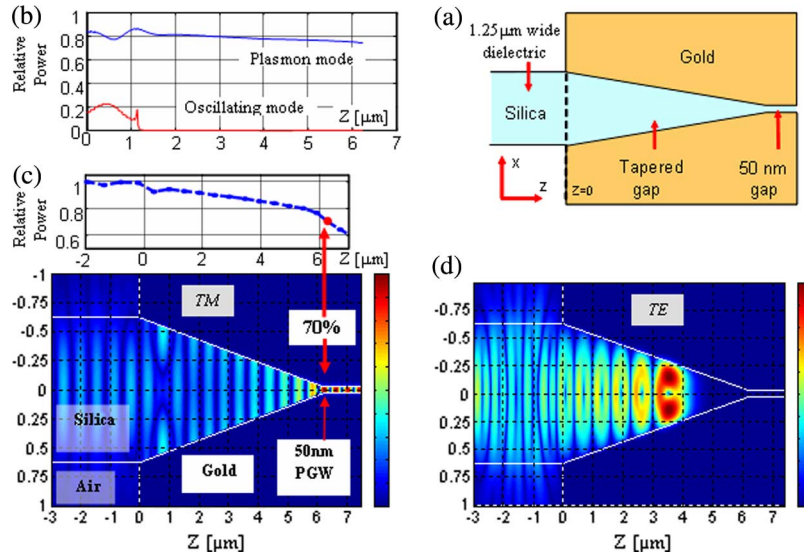 (b)
1
0.8
0.6
0.4
0.2
0
Relative
Power
Plasmon mode
Oscillating mode
Z [μm]
0 1 2 3 4 5 6 7
(a)
1.25μm wide
dielectric
Gold
Silica
x
z
z=0
Tapered
gap
50 nm
gap
(c)
1
0.8
0.6
Relative
Power
-2 0 2 4 6
Z [μm]
-1
-0.75
-0.5
-0.25
0
0.25
0.5
0.75
1
TM
70%
Silica
Air
Gold
50nm
PGW
-3 -2 -1 0 1 2 3 4 5 6 7
Z [μm]
(d)
-0.75
-0.5
-0.25
0
0.25
0.5
0.75
1
TE
-3 -2 -1 0 1 2 3 4 5 6 7
Z [μm]